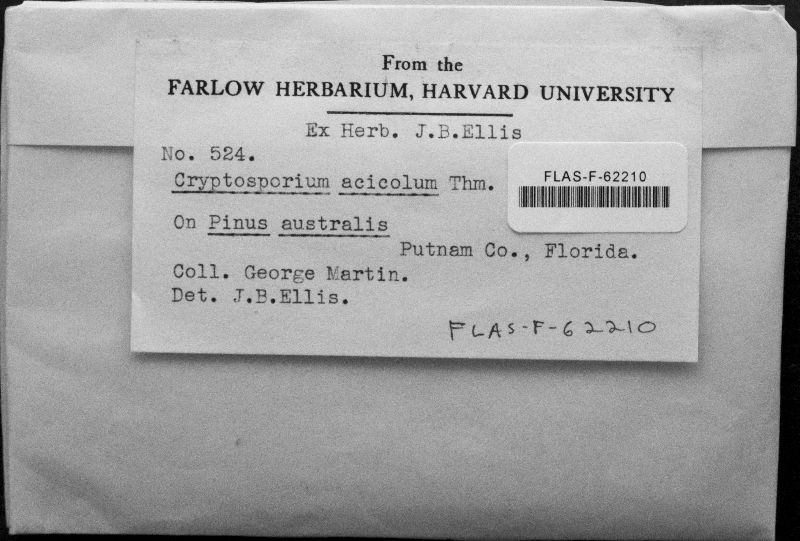 From the
FARLOW HERBARIUM, HARVARD UNIVERSITY
Ex Herb. J.B.Ellis
No. 524.
Cryptosporium acicolum Thm.
FLAS-F-62210
On Pinus australis
Putnam Co., Florida.
Coll. George Martin.
Det. J.B.Ellis.
FLAS-F-62210